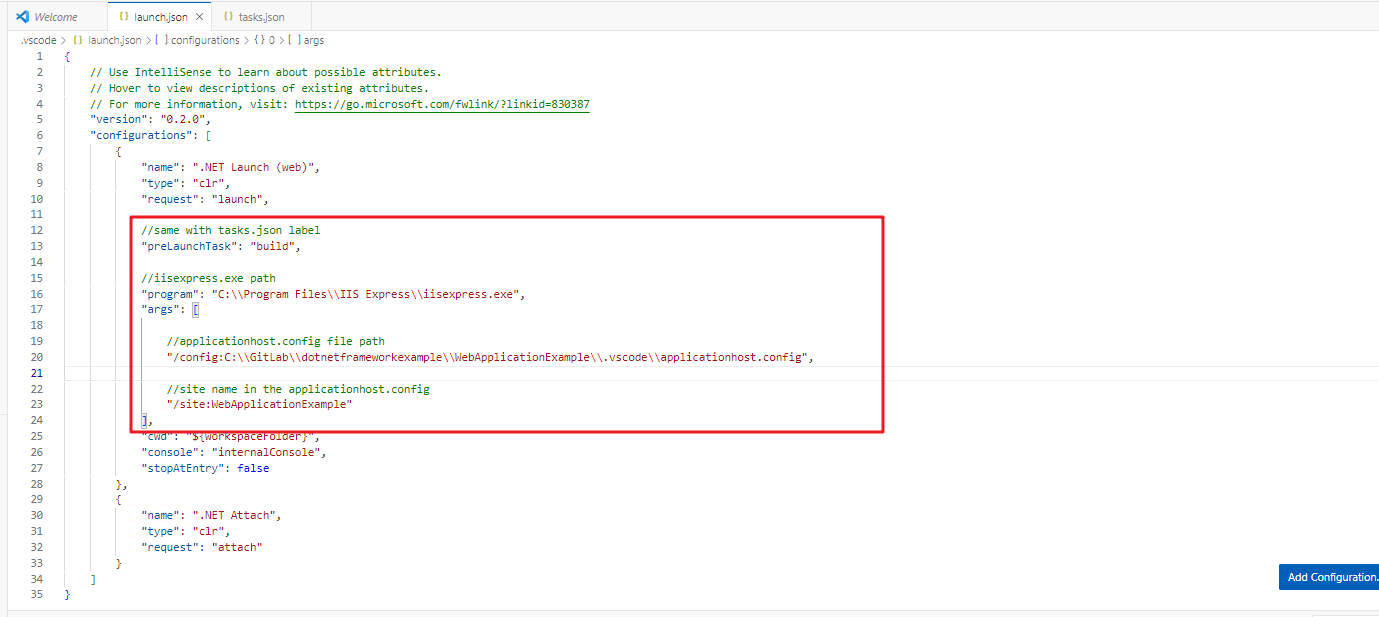 Welcome
{} launch.json ×
{} tasks.json
.vscode > {} launch.json > [ ] configurations > {} 0 > [ ] args
1 {
2 // Use IntelliSense to learn about possible attributes.
3 // Hover to view descriptions of existing attributes.
4 // For more information, visit: https://go.microsoft.com/fwlink/?linkid=830387
5 "version": "0.2.0",
6 "configurations": [
7 {
8 "name": ".NET Launch (web)",
9 "type": "clr",
10 "request": "launch",
11
12 //same with tasks.json label
13 "preLaunchTask": "build",
14
15 //iisexpress.exe path
16 "program": "C:\\Program Files\\IIS Express\\iisexpress.exe",
17 "args": [
18
19 //applicationhost.config file path
20 "/config:C:\\GitLab\\dotnetframeworkexample\\WebApplicationExample\\.vscode\\applicationhost.config",
21
22 //site name in the applicationhost.config
23 "/site:WebApplicationExample"
24 ],
25 "cwd": "${workspaceFolder}",
26 "console": "internalConsole",
27 "stopAtEntry": false
28 },
29 {
30 "name": ".NET Attach",
31 "type": "clr",
32 "request": "attach"
33 }
34 ]
35 }
Add Configuration.